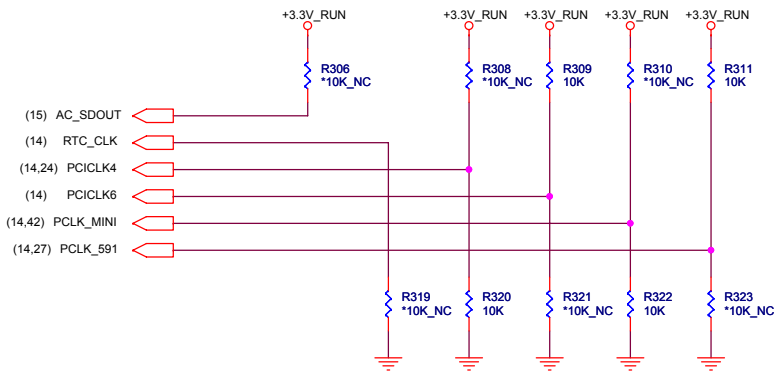 +3.3V_RUN +3.3V_RUN +3.3V_RUN +3.3V_RUN +3.3V_RUN
R306 R308 R309 R310 R311
*10K_NC *10K_NC 10K *10K_NC 10K
(15) AC_SDOUT
(14) RTC_CLK
(14,24) PCICLK4
(14) PCICLK6
(14,42) PCLK_MINI
(14,27) PCLK_591
R319 R320 R321 R322 R323
*10K_NC 10K *10K_NC 10K *10K_NC